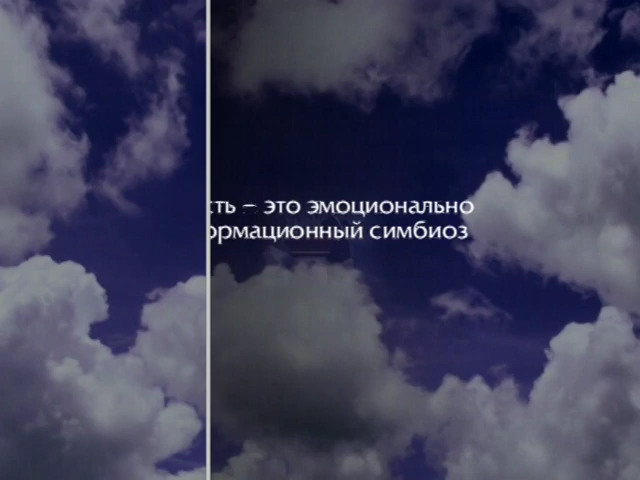 сть – это эмоционально
ормационный симбиоз